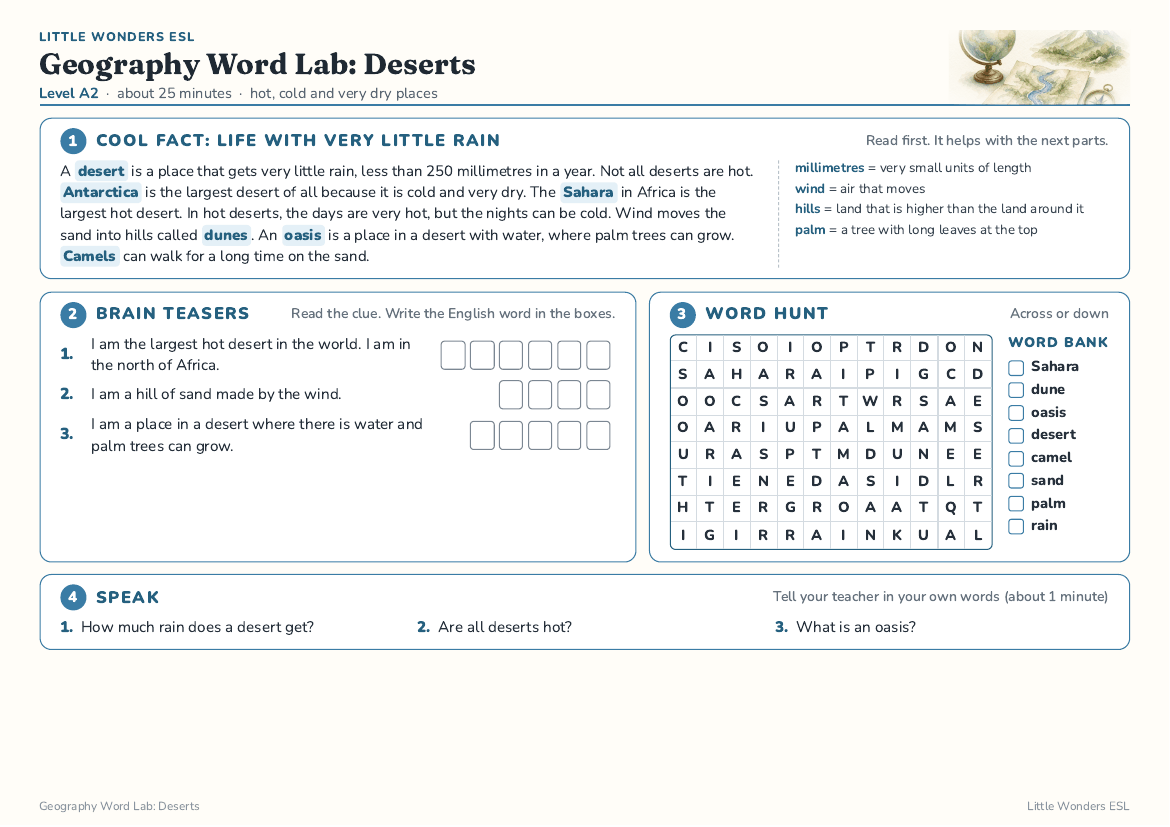 LITTLE WONDERS ESL
Geography Word Lab: Deserts
Level A2 · about 25 minutes · hot, cold and very dry places
1 COOL FACT: LIFE WITH VERY LITTLE RAIN
Read first. It helps with the next parts.
A desert is a place that gets very little rain, less than 250 millimetres in a year. Not all deserts are hot.
Antarctica is the largest desert of all because it is cold and very dry. The Sahara in Africa is the
largest hot desert. In hot deserts, the days are very hot, but the nights can be cold. Wind moves the
sand into hills called dunes. An oasis is a place in a desert with water, where palm trees can grow.
Camels can walk for a long time on the sand.
millimetres = very small units of length
wind = air that moves
hills = land that is higher than the land around it
palm = a tree with long leaves at the top
2 BRAIN TEASERS
Read the clue. Write the English word in the boxes.
1. I am the largest hot desert in the world. I am in
the north of Africa.
2. I am a hill of sand made by the wind.
3. I am a place in a desert where there is water and
palm trees can grow.
3 WORD HUNT
Across or down
C I S O I O P T R D O N
S A H A R A I P I G C D
O O C S A R T W R S A E
O A R I U P A L M A M S
U R A S P T M D U N E E
T I E N E D A S I D L R
H T E R G R O A A T Q T
I G I R R A I N K U A L
WORD BANK
Sahara
dune
oasis
desert
camel
sand
palm
rain
4 SPEAK
Tell your teacher in your own words (about 1 minute)
1. How much rain does a desert get?
2. Are all deserts hot?
3. What is an oasis?
Geography Word Lab: Deserts
Little Wonders ESL